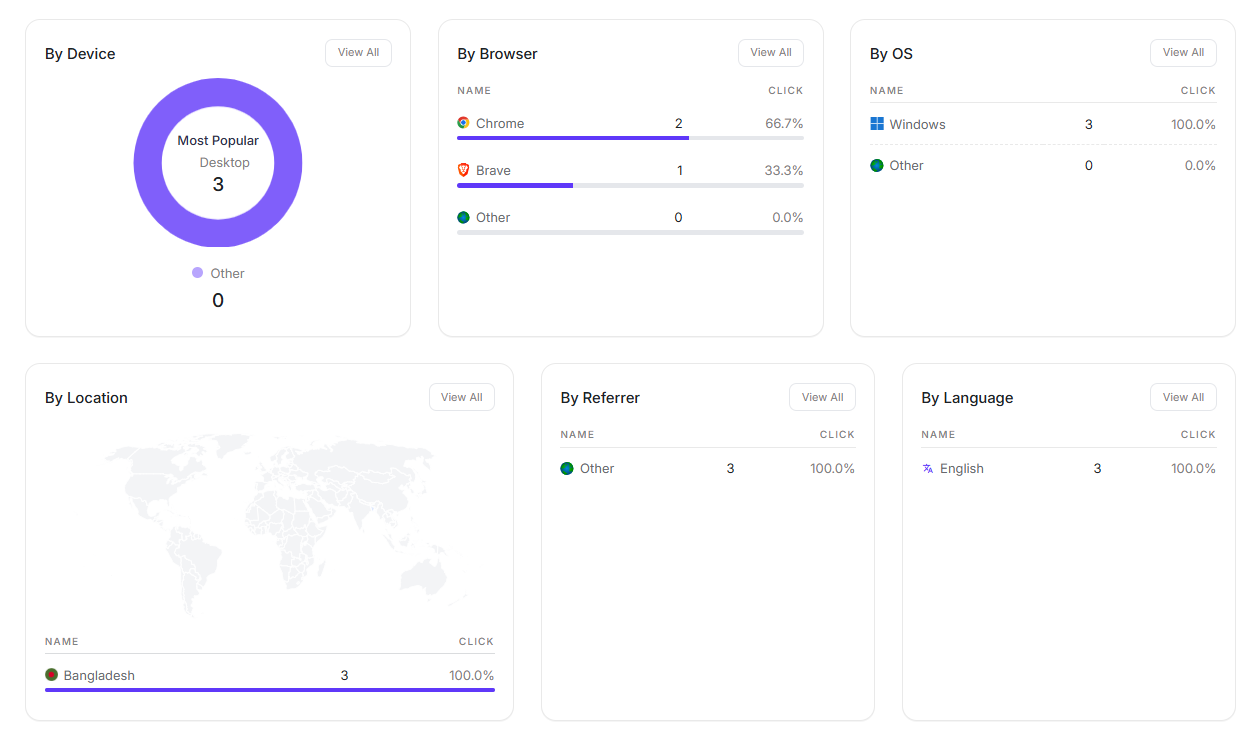 By Device
View All
Most Popular
Desktop
3
Other
0
By Browser
View All
NAME CLICK
Chrome 2 66.7%
Brave 1 33.3%
Other 0 0.0%
By OS
View All
NAME CLICK
Windows 3 100.0%
Other 0 0.0%
By Location
View All
NAME CLICK
Bangladesh 3 100.0%
By Referrer
View All
NAME CLICK
Other 3 100.0%
By Language
View All
NAME CLICK
English 3 100.0%